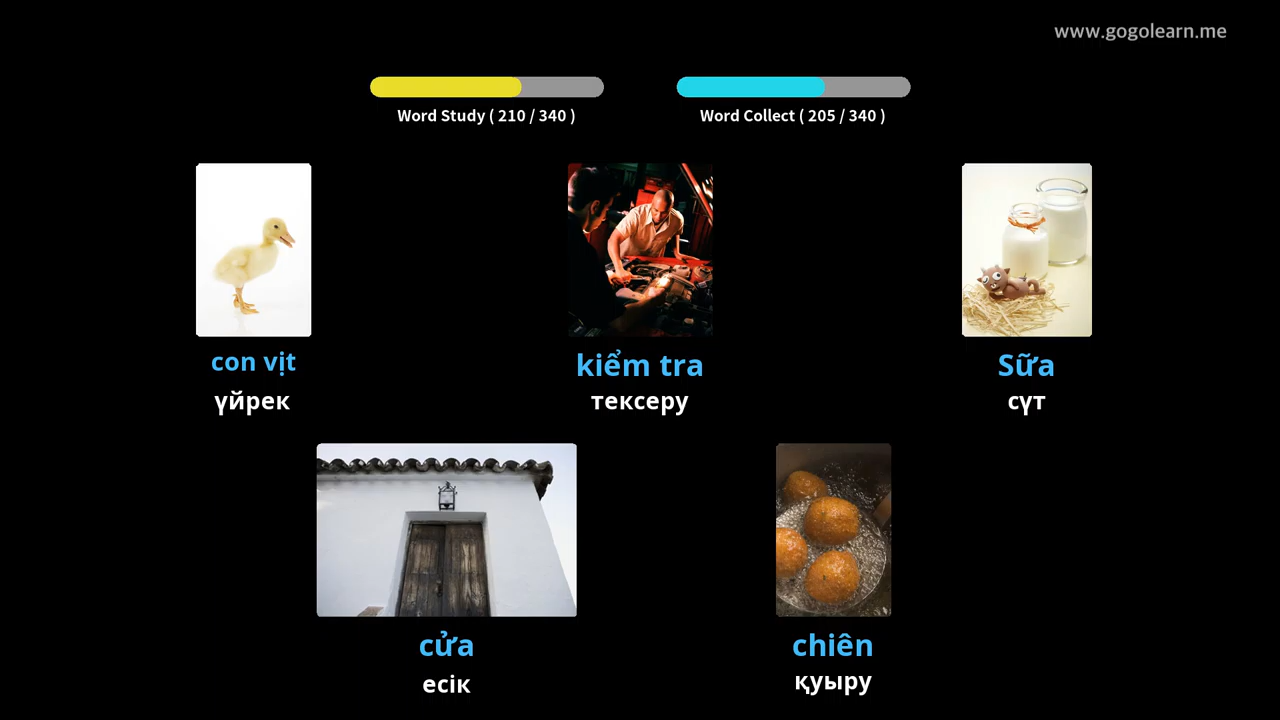 www.gogolearn.me
Word Study ( 210 / 340 )
Word Collect ( 205 / 340 )
con vịt
үйрек
kiểm tra
тексеру
Sữa
сүт
cửa
есік
chiên
қуыру